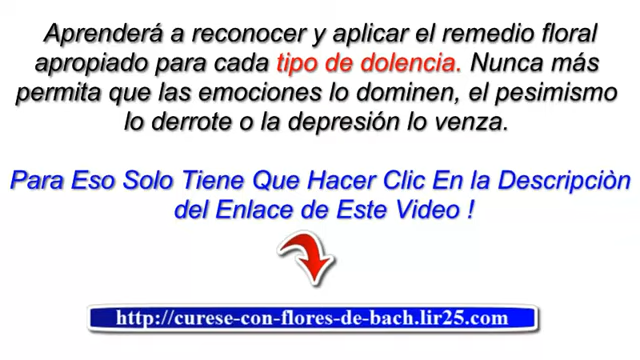 Aprenderá a reconocer y aplicar el remedio floral
apropiado para cada tipo de dolencia. Nunca más
permita que las emociones lo dominen, el pesimismo
lo derrote o la depresión lo venza.
Para Eso Solo Tiene Que Hacer Clic En la Descripciòn
del Enlace de Este Video !
http://curese-con-flores-de-bach.lir25.com